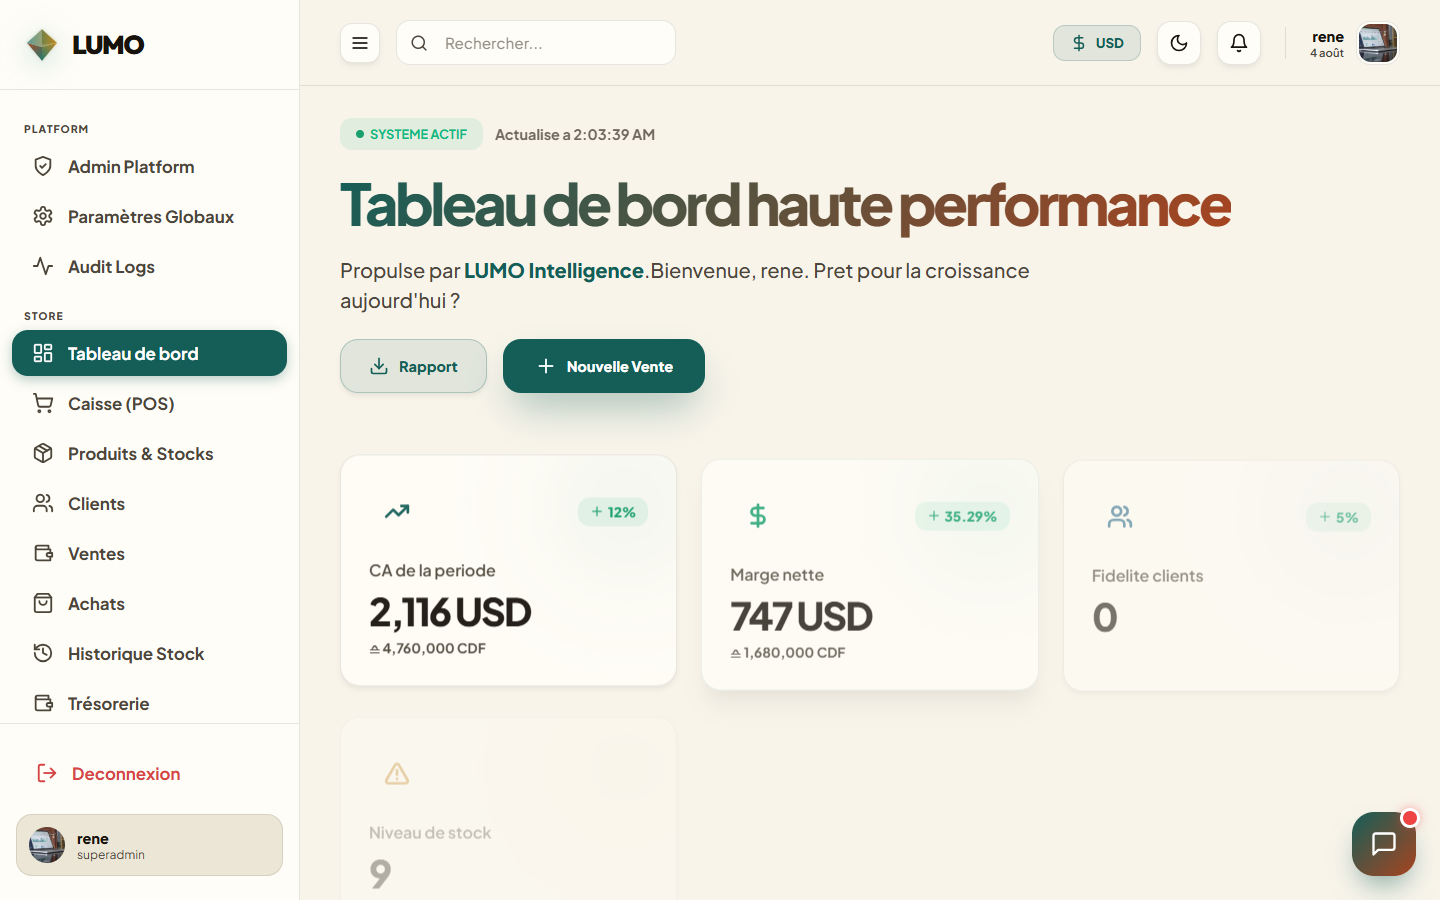 LUMO
PLATFORM
Admin Platform
Paramètres Globaux
Audit Logs
STORE
Tableau de bord
Caisse (POS)
Produits & Stocks
Clients
Ventes
Achats
Historique Stock
Trésorerie
Deconnexion
rene
superadmin
Rechercher...
$ USD
rene
4 août
SYSTEME ACTIF
Actualise a 2:03:39 AM
Tableau de bord haute performance
Propulse par LUMO Intelligence.Bienvenue, rene. Pret pour la croissance
aujourd'hui ?
Rapport
+ Nouvelle Vente
+ 12%
CA de la periode
2,116 USD
≏ 4,760,000 CDF
$
+ 35.29%
Marge nette
747 USD
≏ 1,680,000 CDF
+ 5%
Fidelite clients
0
Niveau de stock
9